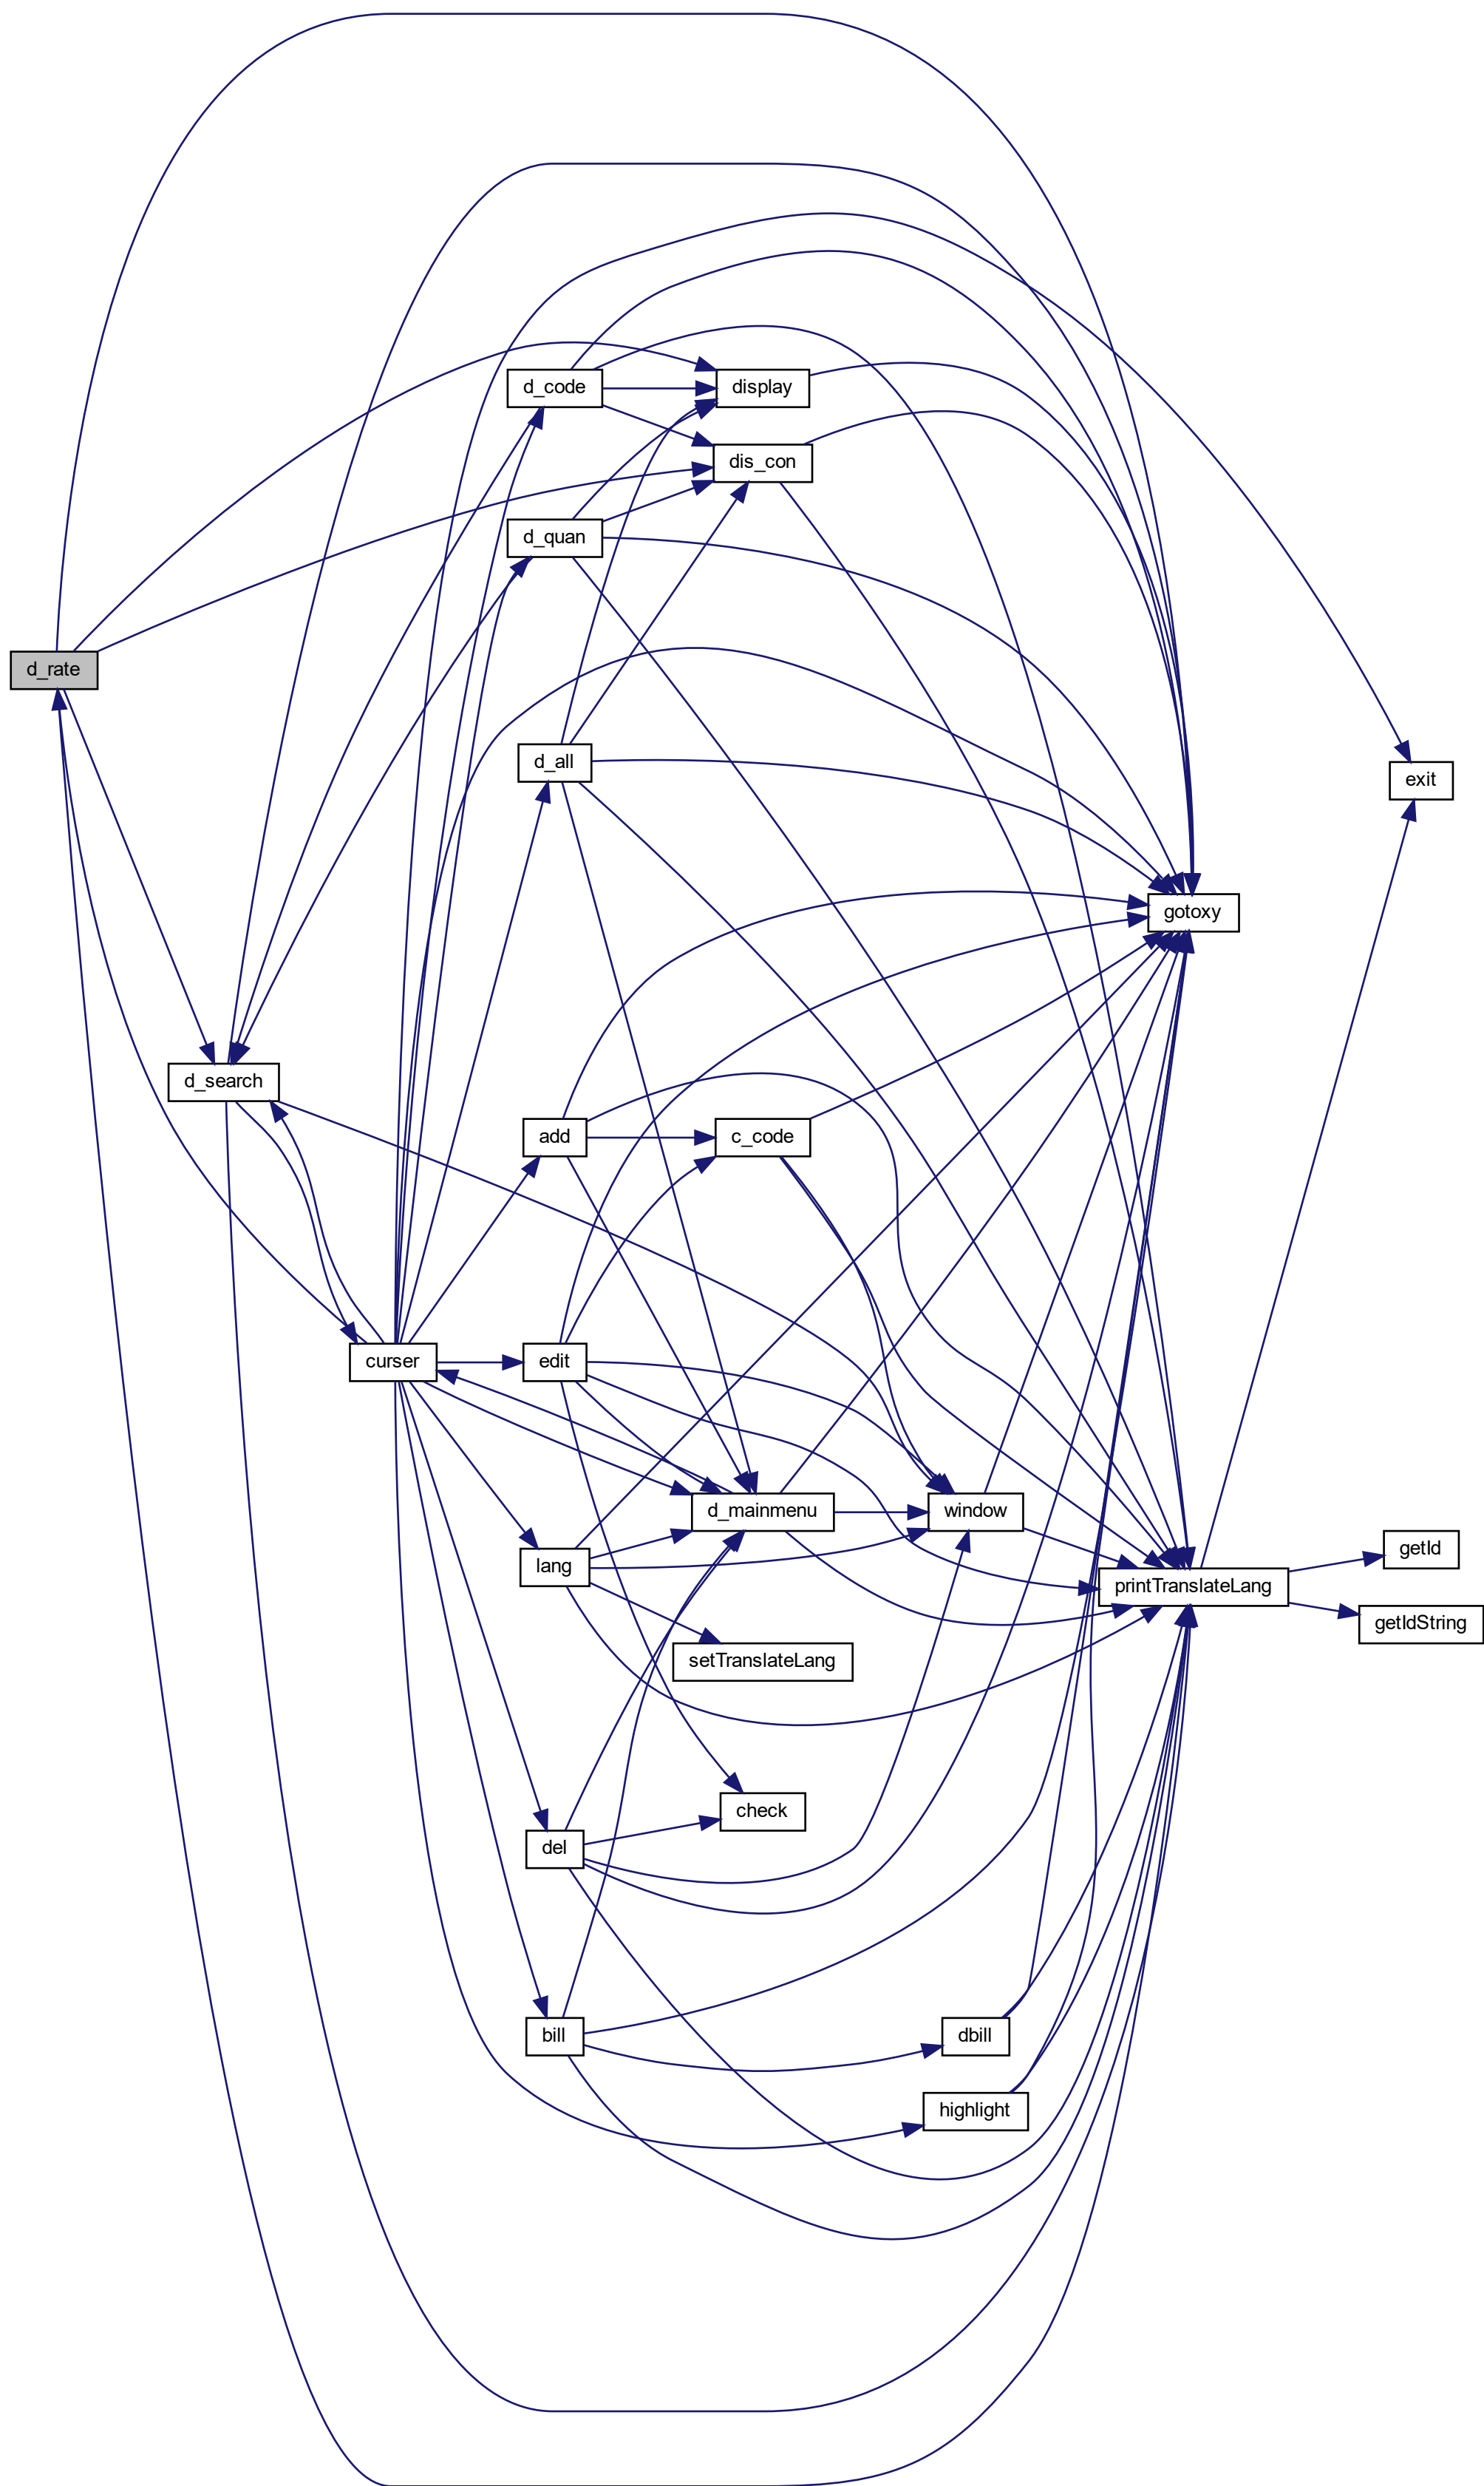 d_code
display
dis_con
d_quan
d_rate
d_all
exit
gotoxy
d_search
add
c_code
curser
edit
d_mainmenu
window
getId
lang
printTranslateLang
getIdString
setTranslateLang
check
del
bill
dbill
highlight